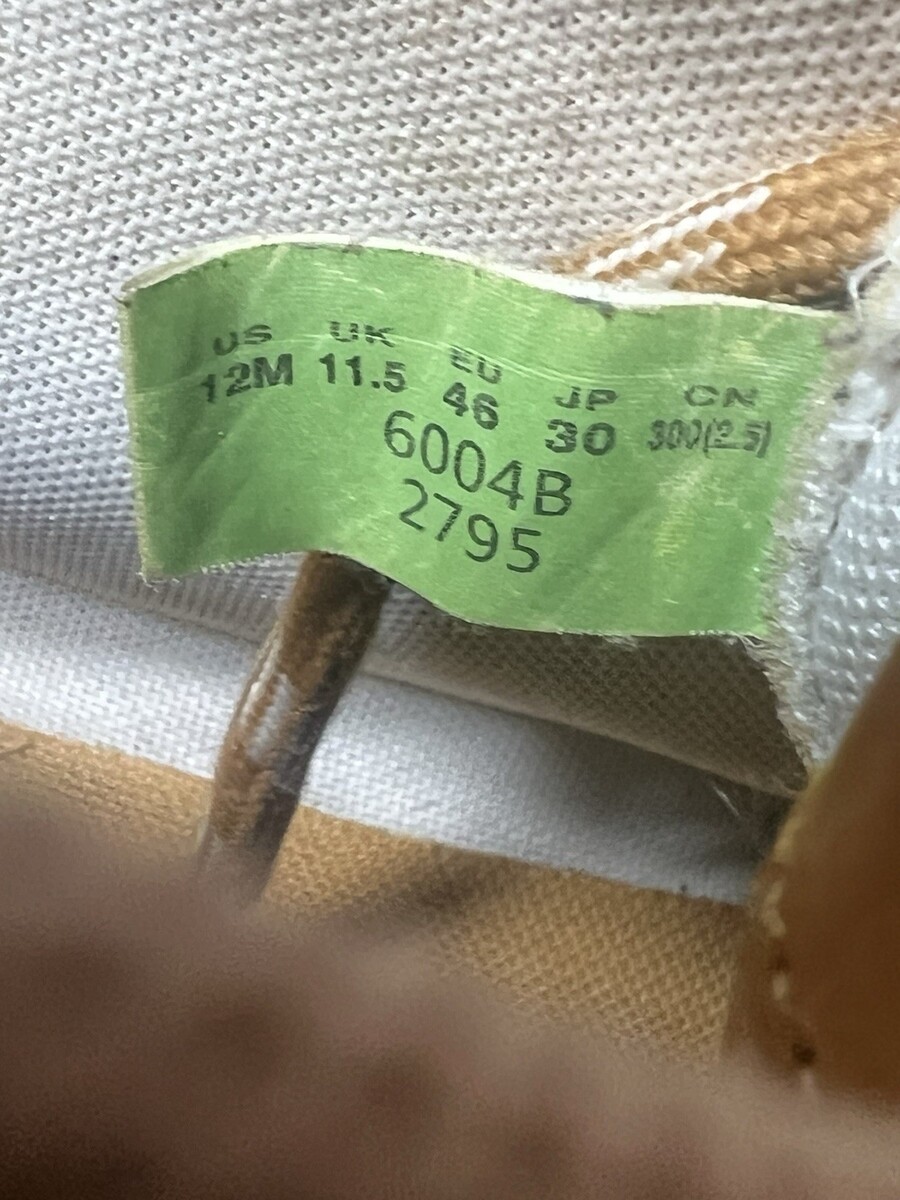 US UK EU JP CN
12M 11.5 46 30 300(2.5)
6004B
2795